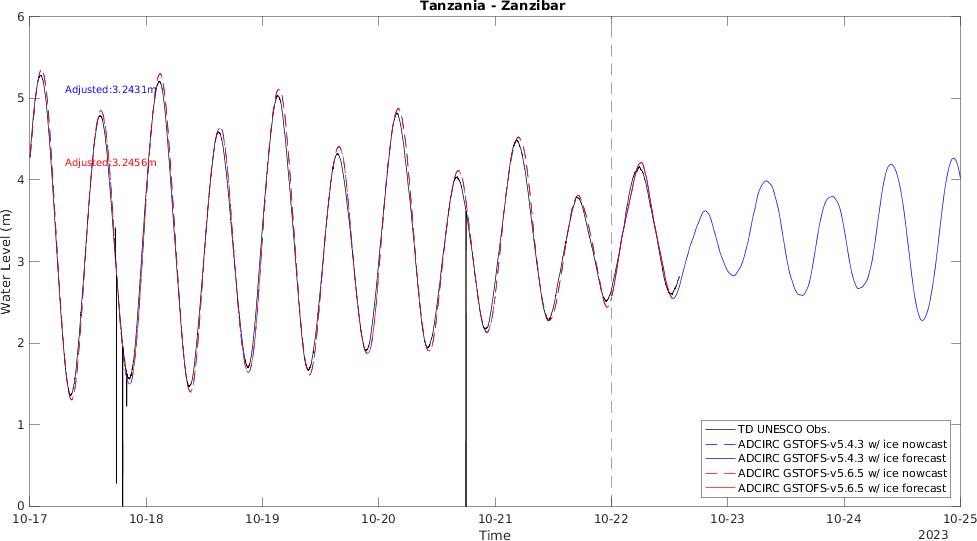 Tanzania - Zanzibar
6
5
4
3
2
1
0
Water Level (m)
Adjusted:3.2431m
Adjusted:3.2456m
TD UNESCO Obs.
ADCIRC GSTOFS-v5.4.3 w/ ice nowcast
ADCIRC GSTOFS-v5.4.3 w/ ice forecast
ADCIRC GSTOFS-v5.6.5 w/ ice nowcast
ADCIRC GSTOFS-v5.6.5 w/ ice forecast
10-17 10-18 10-19 10-20 10-21 10-22 10-23 10-24 10-25
Time
2023